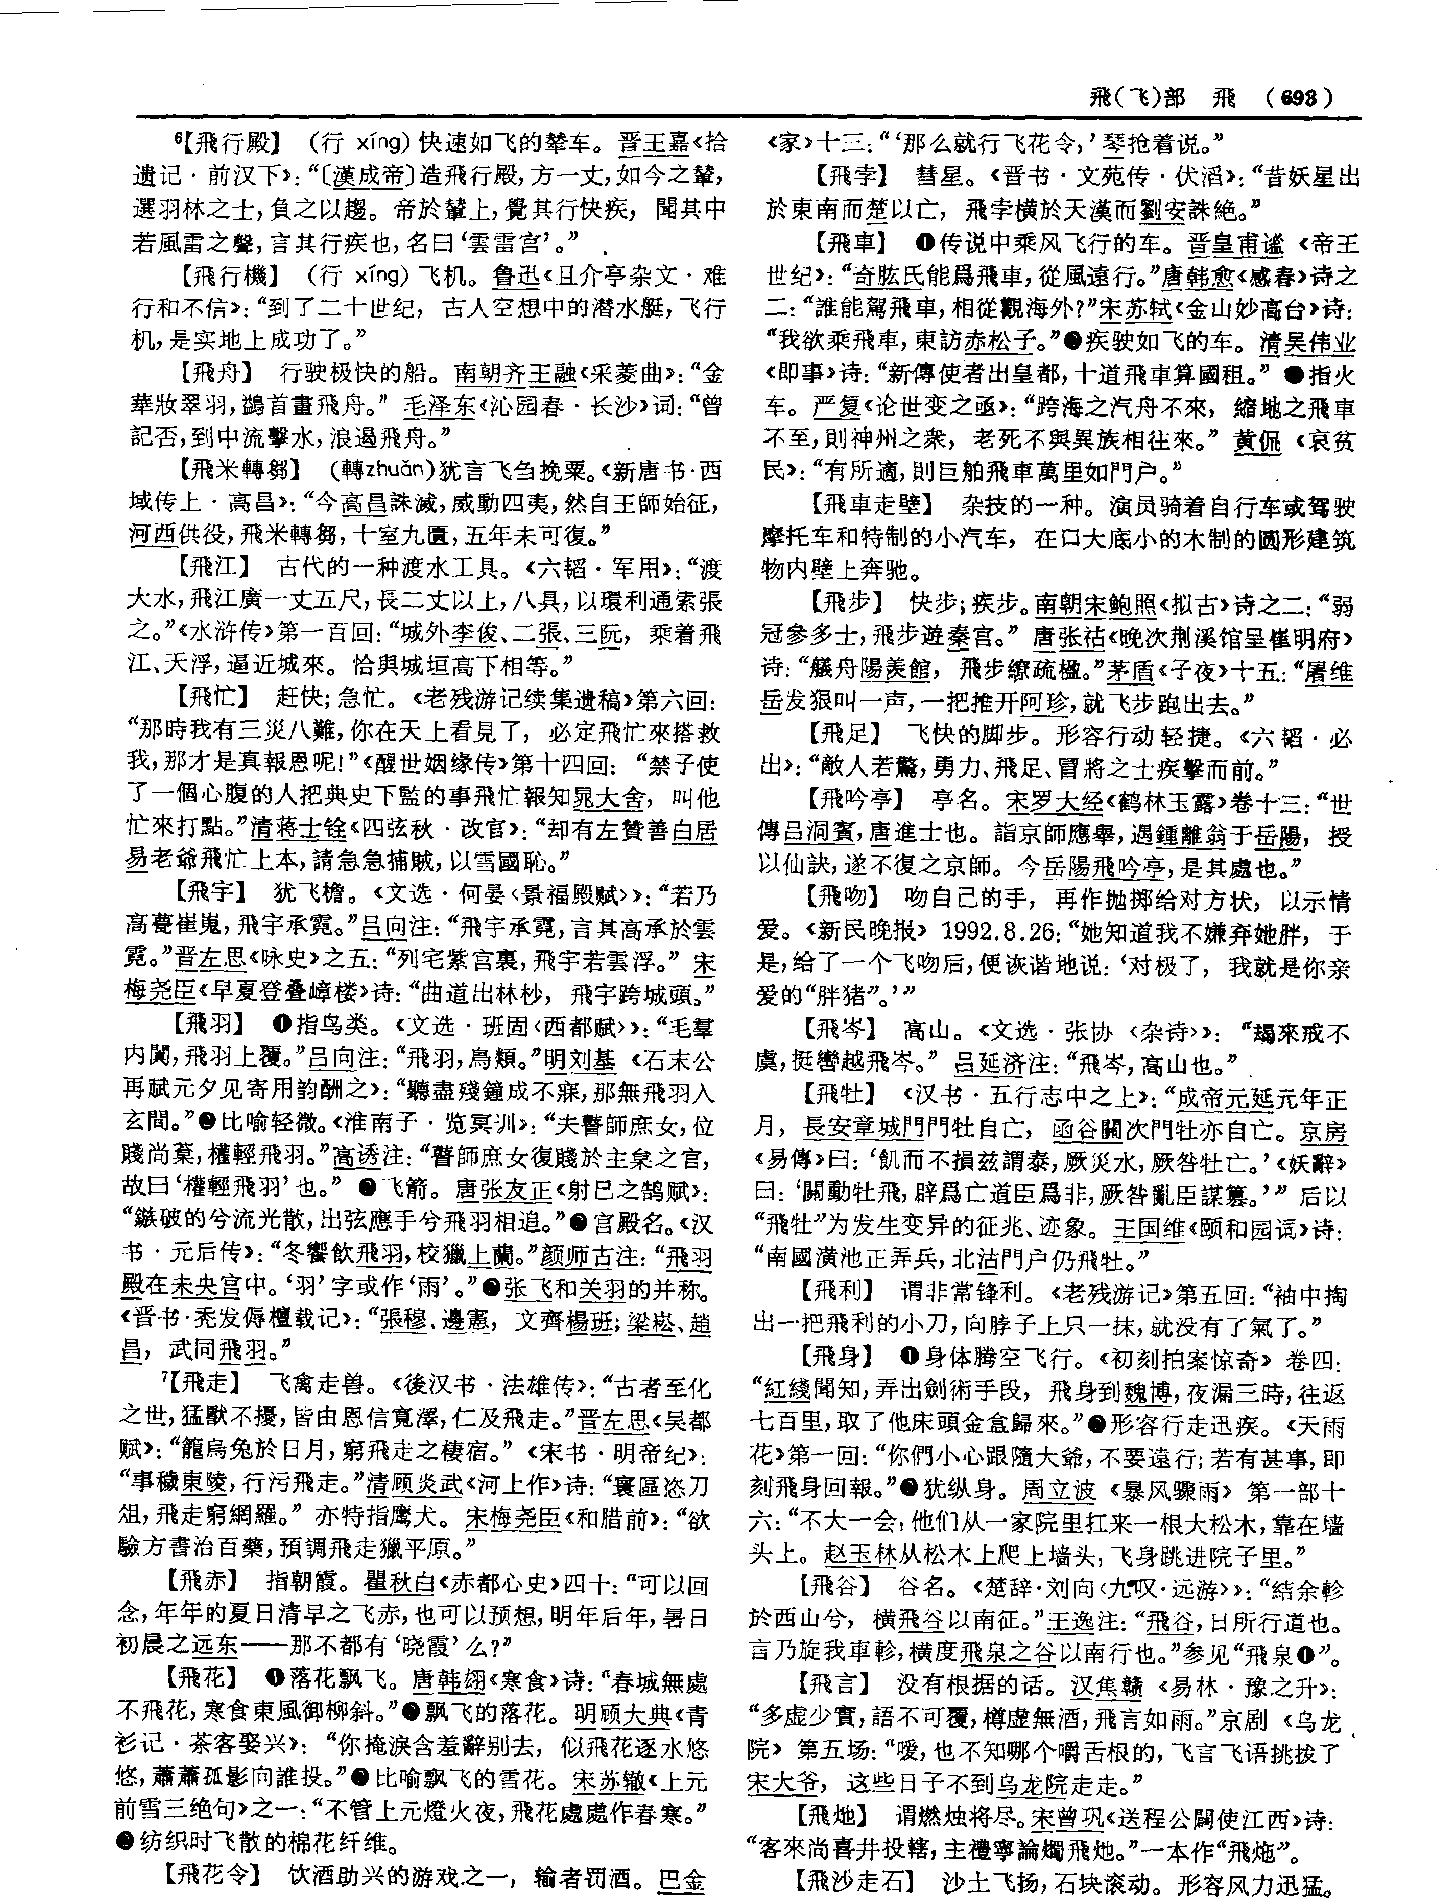 飛(飞)部 飛 (693)
⁶【飛行殿】 (行 xíng)快速如飞的辇车。晋王嘉《拾
遗记·前汉下》:“〔漢成帝〕造飛行殿,方一丈,如今之輦,
選羽林之士,負之以趨。帝於輦上,覺其行快疾,聞其中
若風雷之聲,言其行疾也,名曰‘雲雷宫’。”
【飛行機】 (行 xíng)飞机。鲁迅《且介亭杂文·难
行和不信》:“到了二十世纪,古人空想中的潜水艇,飞行
机,是实地上成功了。”
【飛舟】 行驶极快的船。南朝齐王融《采菱曲》:“金
華妝翠羽,鷁首畫飛舟。”毛泽东《沁园春·长沙》词:“曾
記否,到中流擊水,浪遏飛舟。”
【飛米轉芻】 (轉zhuǎn)犹言飞刍挽粟。《新唐书·西
域传上·高昌》:“今高昌誅滅,威動四夷,然自王師始征,
河西供役,飛米轉芻,十室九匱,五年未可復。”
【飛江】 古代的一种渡水工具。《六韬·军用》:“渡
大水,飛江廣一丈五尺,長二丈以上,八具,以環利通索張
之。”《水浒传》第一百回:“城外李俊、二張、三阮,乘着飛
江、天浮,逼近城來。恰與城垣高下相等。”
【飛忙】 赶快;急忙。《老残游记续集遗稿》第六回:
“那時我有三災八難,你在天上看見了,必定飛忙來搭救
我,那才是真報恩呢!”《醒世姻缘传》第十四回:“禁子使
了一個心腹的人把典史下監的事飛忙報知晁大舍,叫他
忙來打點。”清蒋士铨《四弦秋·改官》:“却有左贊善白居
易老爺飛忙上本,請急急捕賊,以雪國恥。”
【飛宇】 犹飞檐。《文选·何晏〈景福殿赋〉》:“若乃
高甍崔嵬,飛宇承霓。”吕向注:“飛宇承霓,言其高承於雲
霓。”晋左思《咏史》之五:“列宅紫宫裏,飛宇若雲浮。”宋
梅尧臣《早夏登叠嶂楼》诗:“曲道出林杪,飛宇跨城頭。”
【飛羽】 ❶指鸟类。《文选·班固〈西都赋〉》:“毛羣
内闐,飛羽上覆。”吕向注:“飛羽,鳥類。”明刘基《石末公
再赋元夕见寄用韵酬之》:“聽盡殘鐘成不寐,那無飛羽入
玄間。”❷比喻轻微。《淮南子·览冥训》:“夫瞽師庶女,位
賤尚葈,權輕飛羽。”高诱注:“瞽師庶女復賤於主葈之官,
故曰‘權輕飛羽’也。” ❸飞箭。唐张友正《射已之鹄赋》:
“鏃破的兮流光散,出弦應手兮飛羽相追。”❹宫殿名。《汉
书·元后传》:“冬饗飲飛羽,校獵上蘭。”颜师古注:“飛羽
殿在未央宫中。‘羽’字或作‘雨’。”❺张飞和关羽的并称。
《晋书·秃发傉檀载记》:“張穆、邊憲,文齊楊班;梁崧、趙
昌,武同飛羽。”
⁷【飛走】 飞禽走兽。《後汉书·法雄传》:“古者至化
之世,猛獸不擾,皆由恩信寬澤,仁及飛走。”晋左思《吴都
赋》:“籠烏兔於日月,窮飛走之棲宿。”《宋书·明帝纪》:
“事穢東陵,行污飛走。”清顾炎武《河上作》诗:“寰區恣刀
俎,飛走窮網羅。”亦特指鹰犬。宋梅尧臣《和腊前》:“欲
驗方書治百藥,預調飛走獵平原。”
【飛赤】 指朝霞。瞿秋白《赤都心史》四十:“可以回
念,年年的夏日清早之飞赤,也可以预想,明年后年,暑日
初晨之远东——那不都有‘晓霞’么?”
【飛花】 ❶落花飘飞。唐韩翃《寒食》诗:“春城無處
不飛花,寒食東風御柳斜。”❷飘飞的落花。明顾大典《青
衫记·茶客娶兴》:“你掩淚含羞辭别去,似飛花逐水悠
悠,蕭蕭孤影向誰投。”❸比喻飘飞的雪花。宋苏辙《上元
前雪三绝句》之一:“不管上元燈火夜,飛花處處作春寒。”
❹纺织时飞散的棉花纤维。
【飛花令】 饮酒助兴的游戏之一,输者罚酒。巴金
《家》十三:“‘那么就行飞花令,’琴抢着说。”
【飛孛】 彗星。《晋书·文苑传·伏滔》:“昔妖星出
於東南而楚以亡,飛孛横於天漢而劉安誅絶。”
【飛車】 ❶传说中乘风飞行的车。晋皇甫谧《帝王
世纪》:“奇肱氏能爲飛車,從風遠行。”唐韩愈《感春》诗之
二:“誰能駕飛車,相從觀海外?”宋苏轼《金山妙高台》诗:
“我欲乘飛車,東訪赤松子。”❷疾驶如飞的车。清吴伟业
《即事》诗:“新傳使者出皇都,十道飛車算國租。” ❸指火
车。严复《论世变之亟》:“跨海之汽舟不來,縮地之飛車
不至,則神州之衆,老死不與異族相往來。”黄侃《哀贫
民》:“有所適,則巨舶飛車萬里如門户。”
【飛車走壁】 杂技的一种。演员骑着自行车或驾驶
摩托车和特制的小汽车,在口大底小的木制的圆形建筑
物内壁上奔驰。
【飛步】 快步;疾步。南朝宋鲍照《拟古》诗之二:“弱
冠參多士,飛步遊秦宫。”唐张祜《晚次荆溪馆呈崔明府》
诗:“艤舟陽羨館,飛步繚疏楹。”茅盾《子夜》十五:“屠维
岳发狠叫一声,一把推开阿珍,就飞步跑出去。”
【飛足】 飞快的脚步。形容行动轻捷。《六韬·必
出》:“敵人若驚,勇力、飛足、冒將之士疾擊而前。”
【飛吟亭】 亭名。宋罗大经《鹤林玉露》卷十三:“世
傳吕洞賓,唐進士也。詣京師應舉,遇鍾離翁于岳陽,授
以仙訣,遂不復之京師。今岳陽飛吟亭,是其處也。”
【飛吻】 吻自己的手,再作抛掷给对方状,以示情
爱。《新民晚报》1992.8.26:“她知道我不嫌弃她胖,于
是,给了一个飞吻后,便诙谐地说:‘对极了,我就是你亲
爱的“胖猪”。’”
【飛岑】 高山。《文选·张协〈杂诗〉》:“朅來戒不
虞,挺轡越飛岑。”吕延济注:“飛岑,高山也。”
【飛牡】 《汉书·五行志中之上》:“成帝元延元年正
月,長安章城門門牡自亡,函谷關次門牡亦自亡。京房
《易傳》曰:‘飢而不損兹謂泰,厥災水,厥咎牡亡。’《妖辭》
曰:‘關動牡飛,辟爲亡道臣爲非,厥咎亂臣謀篡。’”后以
“飛牡”为发生变异的征兆、迹象。王国维《颐和园词》诗:
“南國潢池正弄兵,北沽門户仍飛牡。”
【飛利】 谓非常锋利。《老残游记》第五回:“袖中掏
出一把飛利的小刀,向脖子上只一抹,就没有了氣了。”
【飛身】 ❶身体腾空飞行。《初刻拍案惊奇》卷四:
“紅綫聞知,弄出劍術手段,飛身到魏博,夜漏三時,往返
七百里,取了他床頭金盒歸來。”❷形容行走迅疾。《天雨
花》第一回:“你們小心跟隨大爺,不要遠行;若有甚事,即
刻飛身回報。”❸犹纵身。周立波《暴风骤雨》第一部十
六:“不大一会,他们从一家院里扛来一根大松木,靠在墙
头上。赵玉林从松木上爬上墙头,飞身跳进院子里。”
【飛谷】 谷名。《楚辞·刘向〈九叹·远游〉》:“结余軫
於西山兮,横飛谷以南征。”王逸注:“飛谷,日所行道也。
言乃旋我車軫,横度飛泉之谷以南行也。”参见“飛泉❶”。
【飛言】 没有根据的话。汉焦赣《易林·豫之升》:
“多虚少實,語不可覆,樽虚無酒,飛言如雨。”京剧《乌龙
院》第五场:“嗳,也不知哪个嚼舌根的,飞言飞语挑拨了
宋大爷,这些日子不到乌龙院走走。”
【飛灺】 谓燃烛将尽。宋曾巩《送程公闢使江西》诗:
“客來尚喜井投轄,主禮寧論燭飛灺。”一本作“飛炧”。
【飛沙走石】 沙土飞扬,石块滚动。形容风力迅猛。